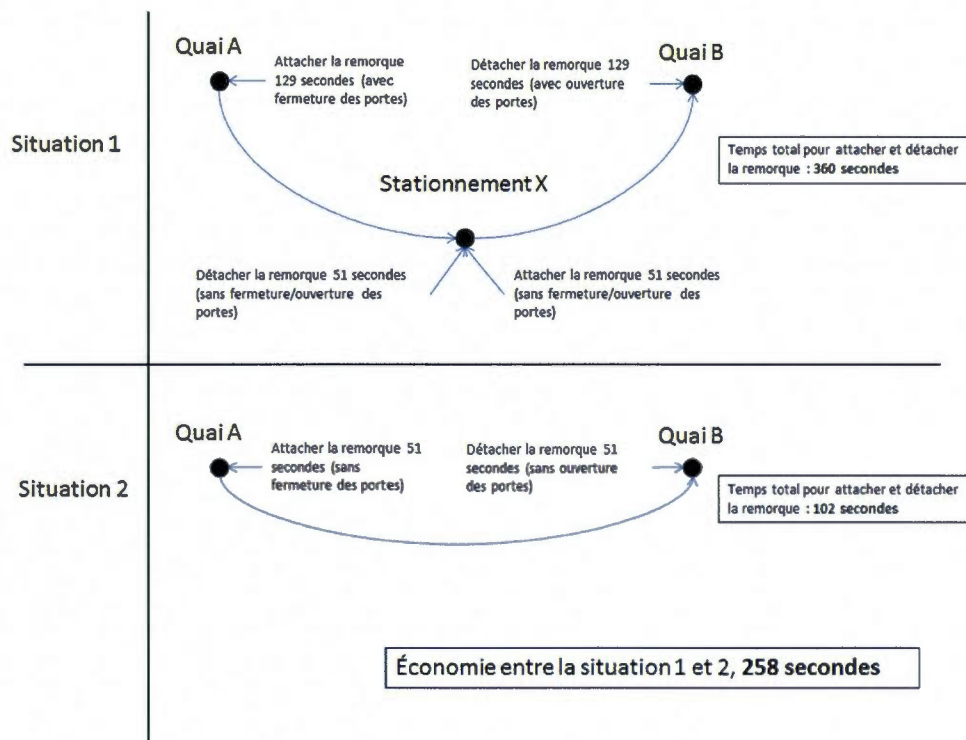 Situation 1
Quai A
Attacher la remorque
129 secondes (avec
fermeture des portes)
Détacher la remorque 129
secondes (avec ouverture
des portes)
Quai B
Stationnement X
Détacher la remorque 51 secondes
(sans fermeture/ouverture des
portes)
Attacher la remorque 51 secondes
(sans fermeture/ouverture des
portes)
Temps total pour attacher et détacher
la remorque : 360 secondes
Situation 2
Quai A
Attacher la remorque 51
secondes (sans
fermeture des portes)
Détacher la remorque 51
secondes (sans ouverture
des portes)
Quai B
Temps total pour attacher et détacher
la remorque : 102 secondes
Économie entre la situation 1 et 2, 258 secondes